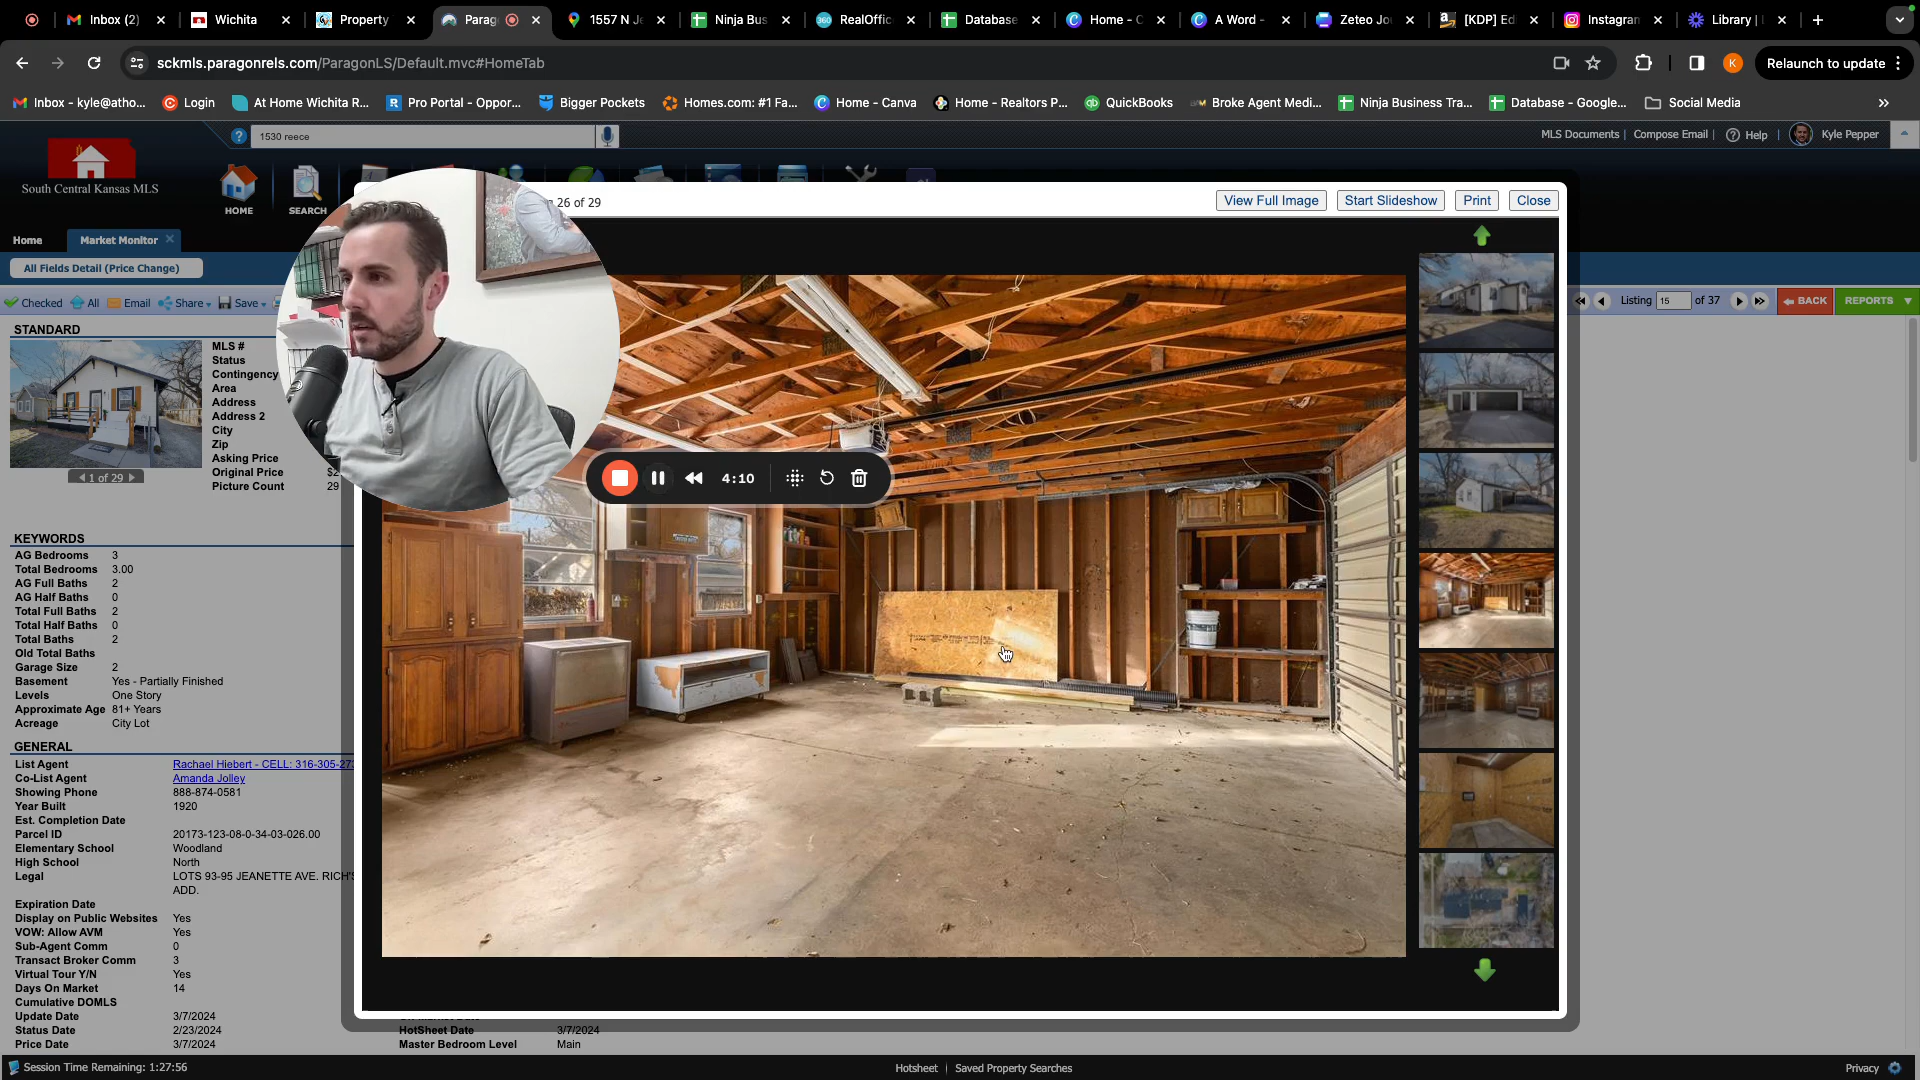 Inbox (2)
Wichita
Property
Parag
1557 N Je
Ninja Bus
RealOffic
Database
Home - C
A Word -
Zeteo Jou
[KDP] Ed
Instagram
Library |
sckmls.paragonrels.com/ParagonLS/Default.mvc#HomeTab
Relaunch to update
Inbox - kyle@atho...
Login
At Home Wichita R...
Pro Portal - Oppor...
Bigger Pockets
Homes.com: #1 Fa...
Home - Canva
Home - Realtors P...
QuickBooks
Broke Agent Medi...
Ninja Business Tra...
Database - Google...
Social Media
1530 reece
MLS Documents
Compose Email
Help
Kyle Pepper
South Central Kansas MLS
HOME
SEARCH
26 of 29
View Full Image
Start Slideshow
Print
Close
Home
Market Monitor
All Fields Detail (Price Change)
Checked
All
Email
Share
Save
Listing 15 of 37
BACK
REPORTS
STANDARD
MLS #
Status
Contingency
Area
Address
Address 2
City
Zip
Asking Price
Original Price
Picture Count 29
1 of 29
4:10
KEYWORDS
AG Bedrooms 3
Total Bedrooms 3.00
AG Full Baths 2
AG Half Baths 0
Total Full Baths 2
Total Half Baths 0
Total Baths 2
Old Total Baths
Garage Size 2
Basement Yes - Partially Finished
Levels One Story
Approximate Age 81+ Years
Acreage City Lot
GENERAL
List Agent Rachael Hiebert - CELL: 316-305-27
Co-List Agent Amanda Jolley
Showing Phone 888-874-0581
Year Built 1920
Est. Completion Date
Parcel ID 20173-123-08-0-34-03-026.00
Elementary School Woodland
High School North
Legal LOTS 93-95 JEANETTE AVE. RICH'S
ADD.
Expiration Date
Display on Public Websites Yes
VOW: Allow AVM Yes
Sub-Agent Comm 0
Transact Broker Comm 3
Virtual Tour Y/N Yes
Days On Market 14
Cumulative DOMLS
Update Date 3/7/2024
Status Date 2/23/2024 HotSheet Date 3/7/2024
Price Date 3/7/2024 Master Bedroom Level Main
Session Time Remaining: 1:27:56
Hotsheet | Saved Property Searches
Privacy